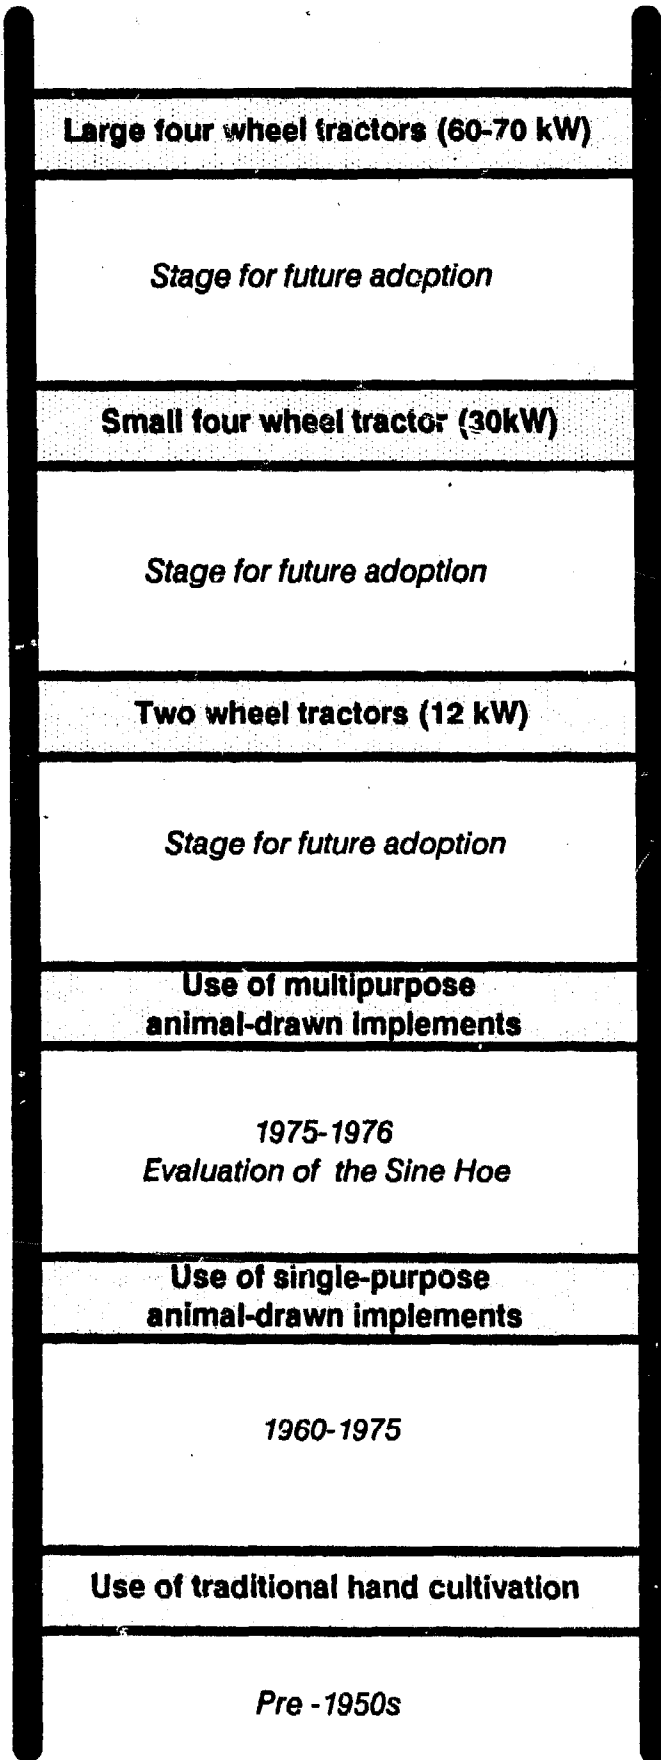 Large four wheel tractors (60-70 kW)
Stage for future adoption
Small four wheel tractor (30kW)
Stage for future adoption
Two wheel tractors (12 kW)
Stage for future adoption
Use of multipurpose
animal-drawn implements
1975-1976
Evaluation of the Sine Hoe
Use of single-purpose
animal-drawn implements
1960-1975
Use of traditional hand cultivation
Pre -1950s